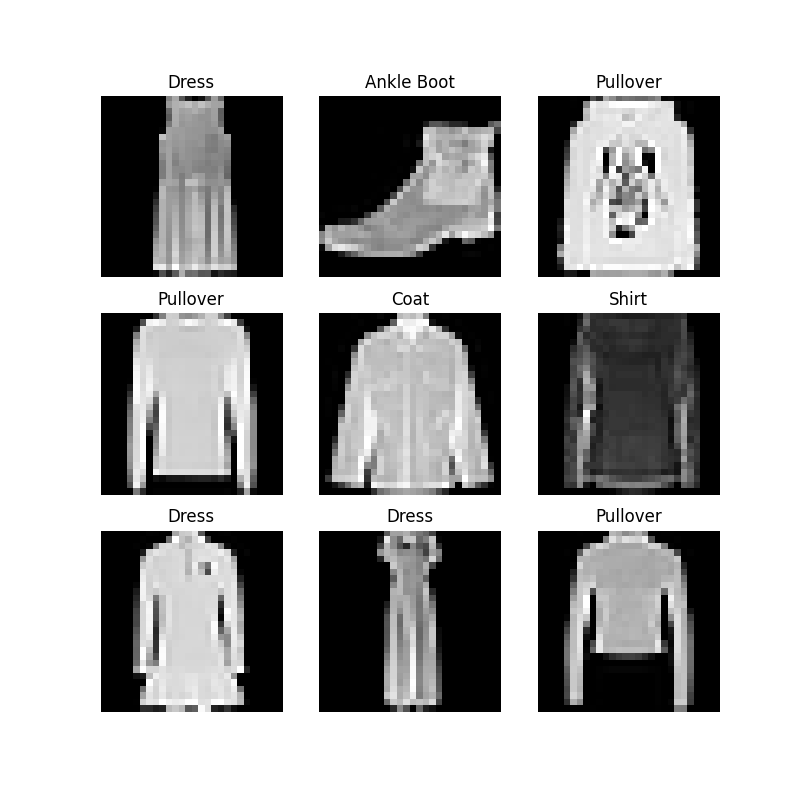 Dress
Ankle Boot
Pullover
Pullover
Coat
Shirt
Dress
Dress
Pullover